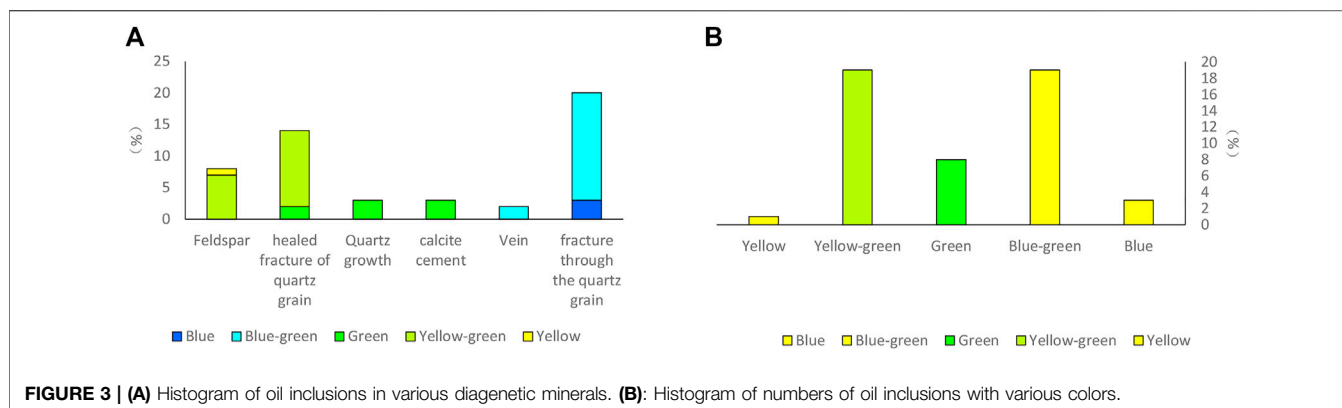 A
B
25
20
15
10
5
0
(%)
Feldspar
healed
fracture of
quartz
grain
Quartz
growth
calcite
cement
Vein
fracture
through
the quartz
grain
Blue Blue-green Green Yellow-green Yellow
20
18
16
14
12
10
8
6
4
2
0
(%)
Yellow Yellow-green Green Blue-green Blue
Blue Blue-green Green Yellow-green Yellow
FIGURE 3 | (A) Histogram of oil inclusions in various diagenetic minerals. (B): Histogram of numbers of oil inclusions with various colors.